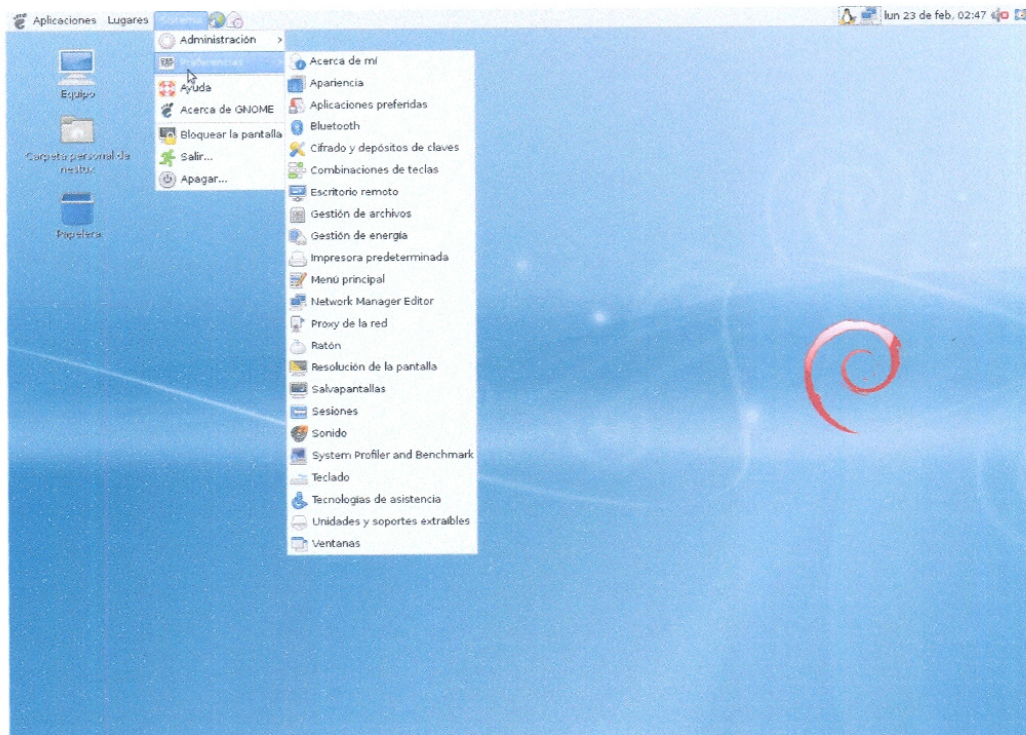 Aplicaciones Lugares Sistema lun 23 de feb, 02:47
Administración
Preferencias
Ayuda
Acerca de GNOME
Bloquear la pantalla
Salir...
Apagar...
Equipo
Carpeta personal de
nestux
Papelera
Acerca de mí
Apariencia
Aplicaciones preferidas
Bluetooth
Cifrado y depósitos de claves
Combinaciones de teclas
Escritorio remoto
Gestión de archivos
Gestión de energía
Impresora predeterminada
Menú principal
Network Manager Editor
Proxy de la red
Ratón
Resolución de la pantalla
Salvapantallas
Sesiones
Sonido
System Profiler and Benchmark
Teclado
Tecnologías de asistencia
Unidades y soportes extraíbles
Ventanas